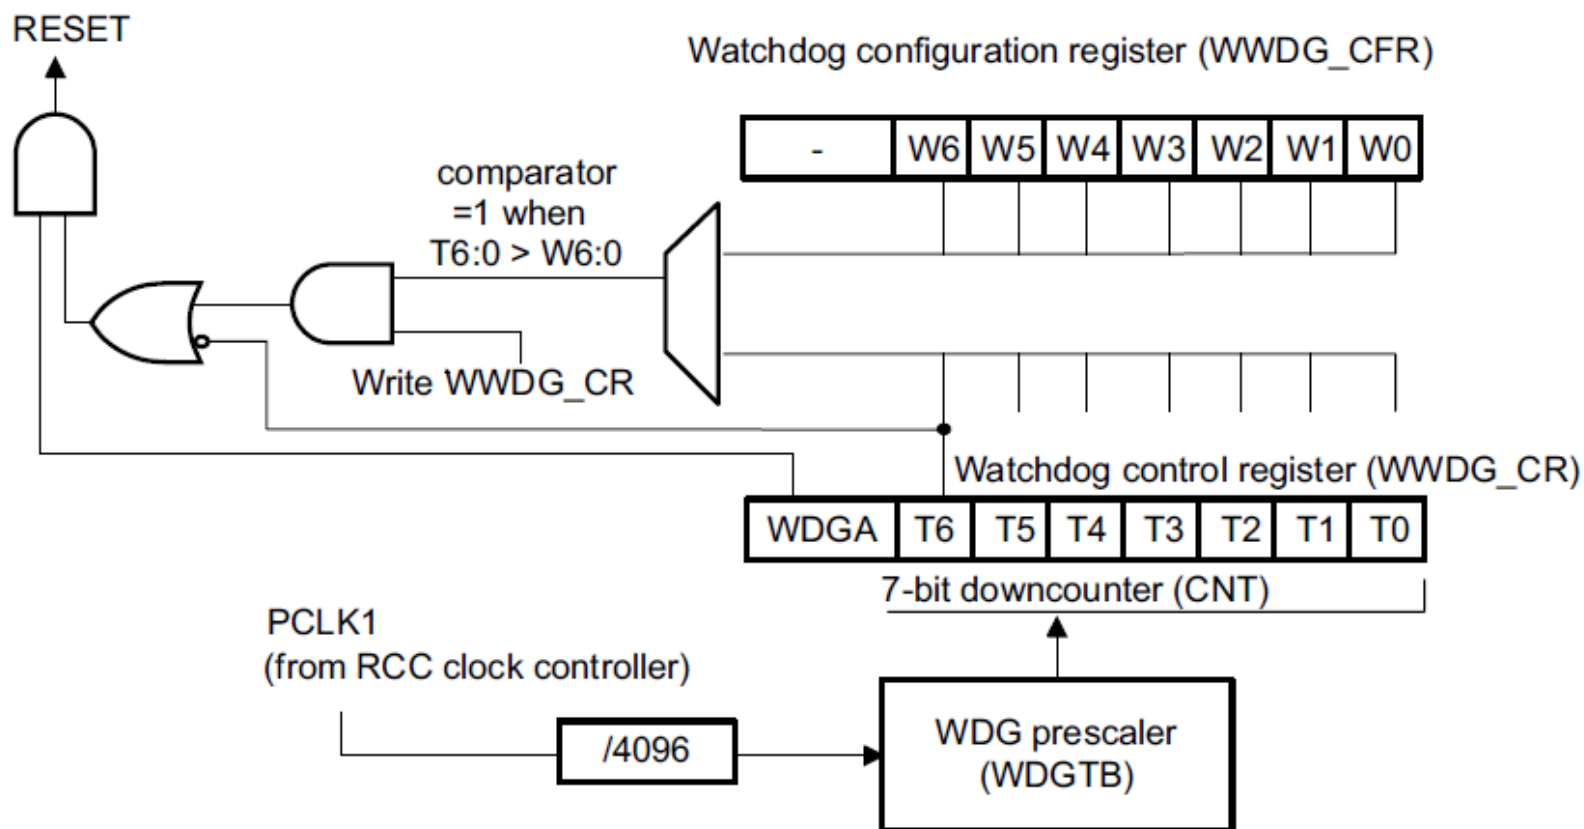 RESET
Watchdog configuration register (WWDG_CFR)
- W6 W5 W4 W3 W2 W1 W0
comparator
=1 when
T6:0 > W6:0
Write WWDG_CR
Watchdog control register (WWDG_CR)
WDGA T6 T5 T4 T3 T2 T1 T0
7-bit downcounter (CNT)
PCLK1
(from RCC clock controller)
/4096
WDG prescaler
(WDGTB)